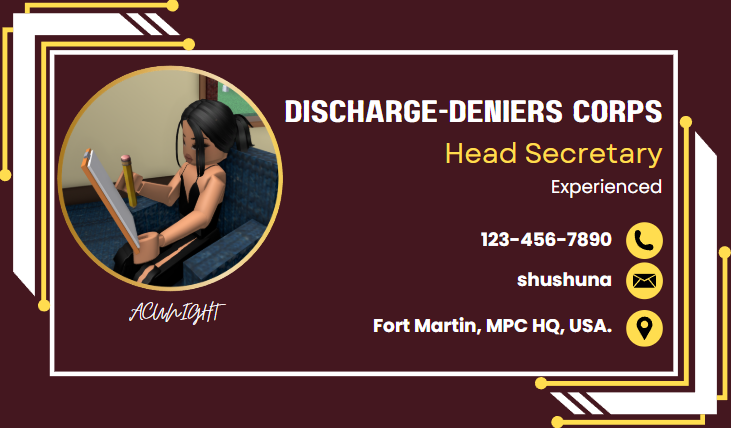 DISCHARGE-DENIERS CORPS
Head Secretary
Experienced
123-456-7890
shushuna
Fort Martin, MPC HQ, USA.
ACWNIGHT